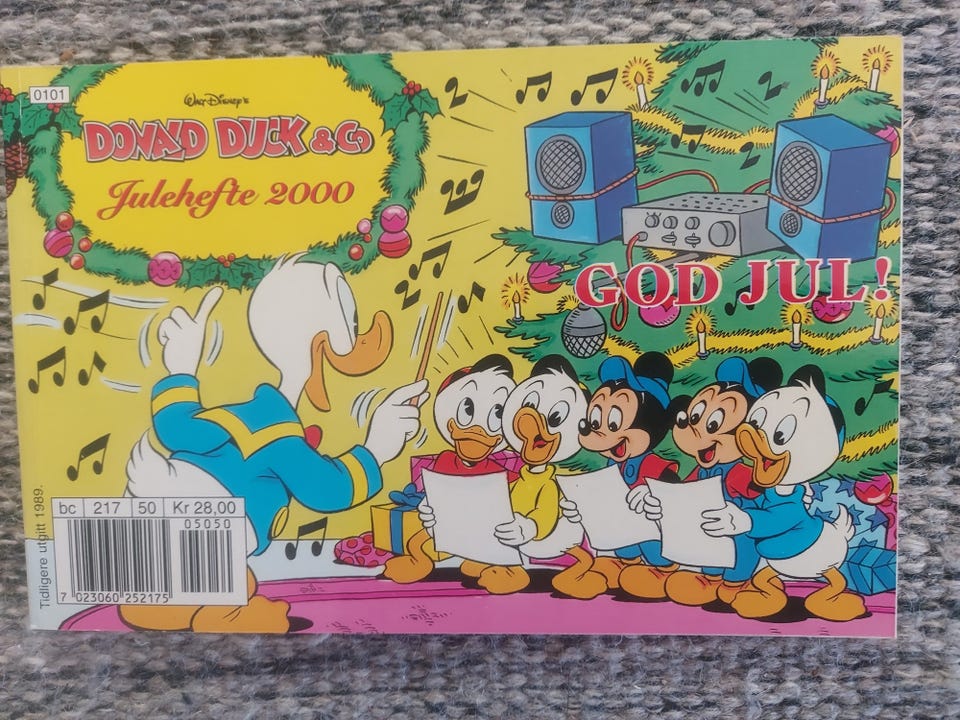 0101
Walt Disney's
DONALD DUCK & Co
Julehefte 2000
GOD JUL!
Tidligere utgitt 1989.
bc 217 50 Kr 28,00
05050
7 023060 252175